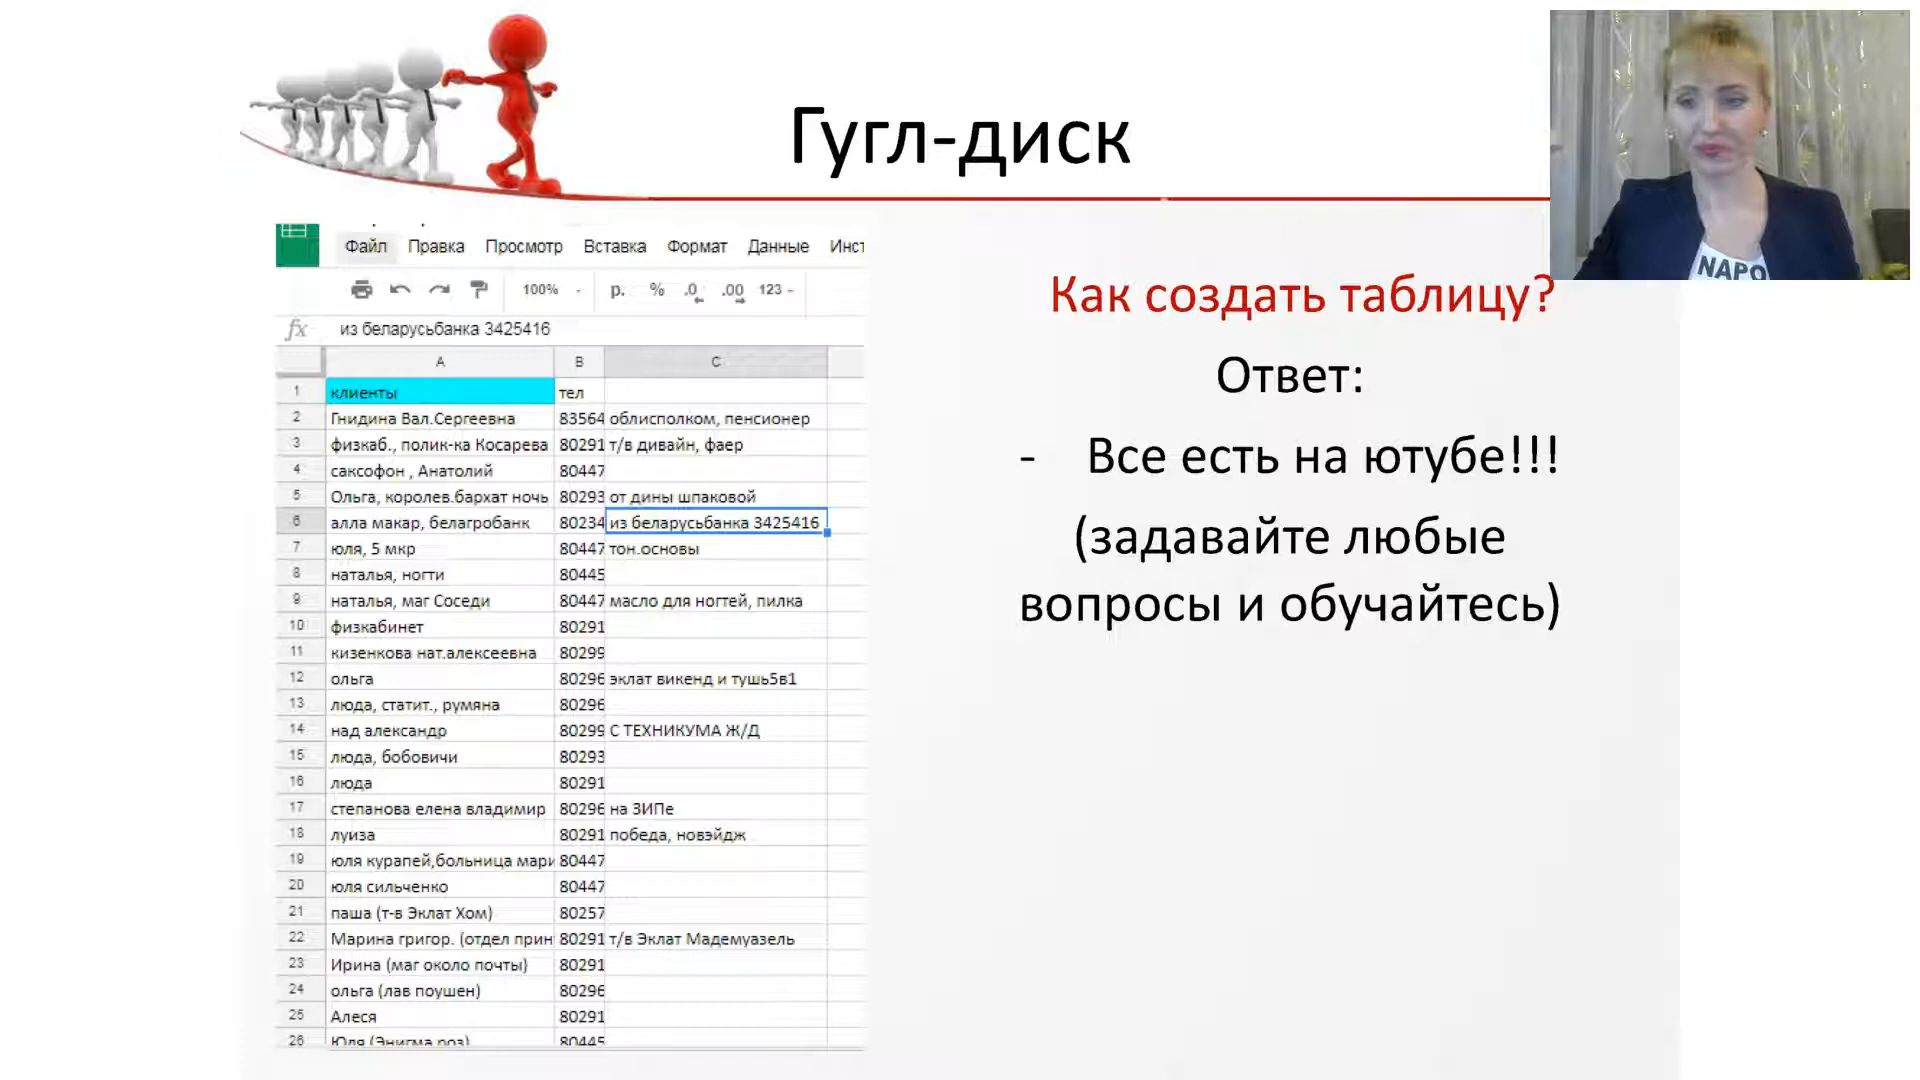 Гугл-диск
NAPO
Файл Правка Просмотр Вставка Формат Данные Инст
100% р. % .0 .00 123
fx из беларусьбанка 3425416
A B C
1 клиенты тел
2 Гнидина Вал.Сергеевна 83564 облисполком, пенсионер
3 физкаб., полик-ка Косарева 80291 т/в дивайн, фаер
4 саксофон , Анатолий 80447
5 Ольга, королев.бархат ночь 80293 от дины шпаковой
6 алла макар, белагробанк 80234 из беларусьбанка 3425416
7 юля, 5 мкр 80447 тон.основы
8 наталья, ногти 80445
9 наталья, маг Соседи 80447 масло для ногтей, пилка
10 физкабинет 80291
11 кизенкова нат.алексеевна 80299
12 ольга 80296 эклат викенд и тушь5в1
13 люда, статит., румяна 80296
14 над александр 80299 С ТЕХНИКУМА Ж/Д
15 люда, бобовичи 80293
16 люда 80291
17 степанова елена владимир 80296 на ЗИПе
18 луиза 80291 победа, новэйдж
19 юля курапей,больница мари 80447
20 юля сильченко 80447
21 паша (т-в Эклат Хом) 80257
22 Марина григор. (отдел прин 80291 т/в Эклат Мадемуазель
23 Ирина (маг около почты) 80291
24 ольга (лав поушен) 80296
25 Алеся 80291
26 Юля (Энигма роз) 80445
Как создать таблицу?
Ответ:
- Все есть на ютубе!!!
(задавайте любые
вопросы и обучайтесь)